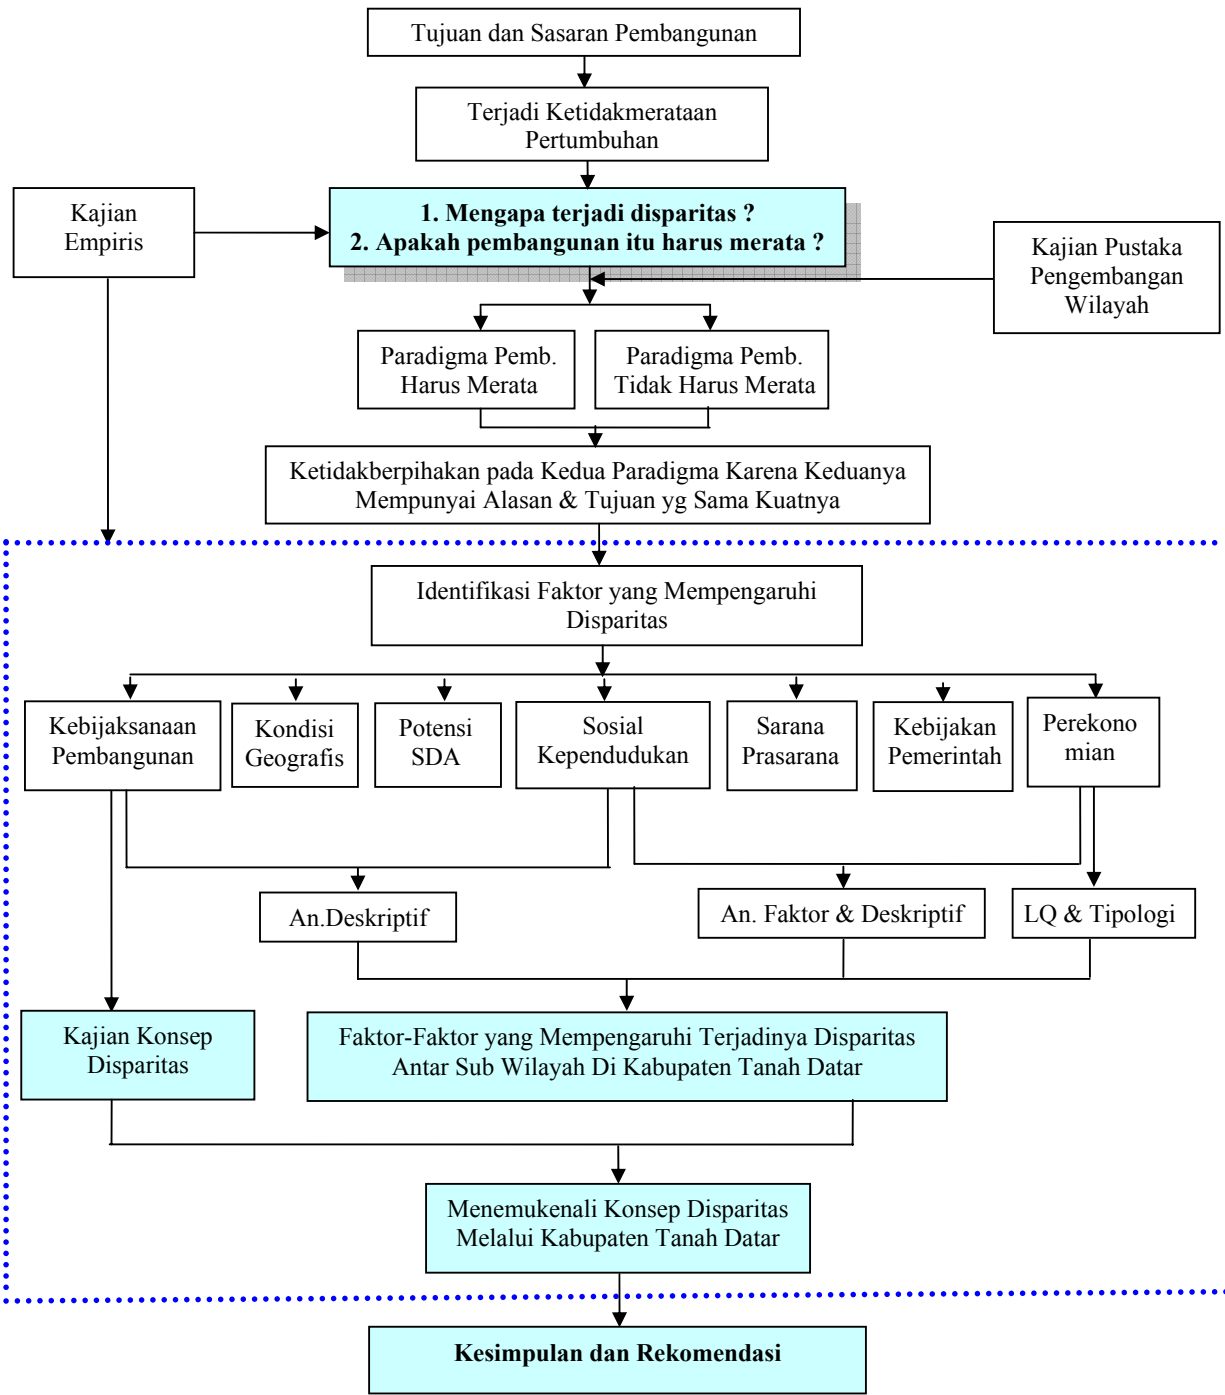 Tujuan dan Sasaran Pembangunan
Terjadi Ketidakmerataan
Pertumbuhan
Kajian
Empiris
1. Mengapa terjadi disparitas ?
2. Apakah pembangunan itu harus merata ?
Kajian Pustaka
Pengembangan
Wilayah
Paradigma Pemb.
Harus Merata
Paradigma Pemb.
Tidak Harus Merata
Ketidakberpihakan pada Kedua Paradigma Karena Keduanya
Mempunyai Alasan & Tujuan yg Sama Kuatnya
Identifikasi Faktor yang Mempengaruhi
Disparitas
Kebijaksanaan
Pembangunan
Kondisi
Geografis
Potensi
SDA
Sosial
Kependudukan
Sarana
Prasarana
Kebijakan
Pemerintah
Perekono
mian
An.Deskriptif
An. Faktor & Deskriptif
LQ & Tipologi
Kajian Konsep
Disparitas
Faktor-Faktor yang Mempengaruhi Terjadinya Disparitas
Antar Sub Wilayah Di Kabupaten Tanah Datar
Menemukenali Konsep Disparitas
Melalui Kabupaten Tanah Datar
Kesimpulan dan Rekomendasi